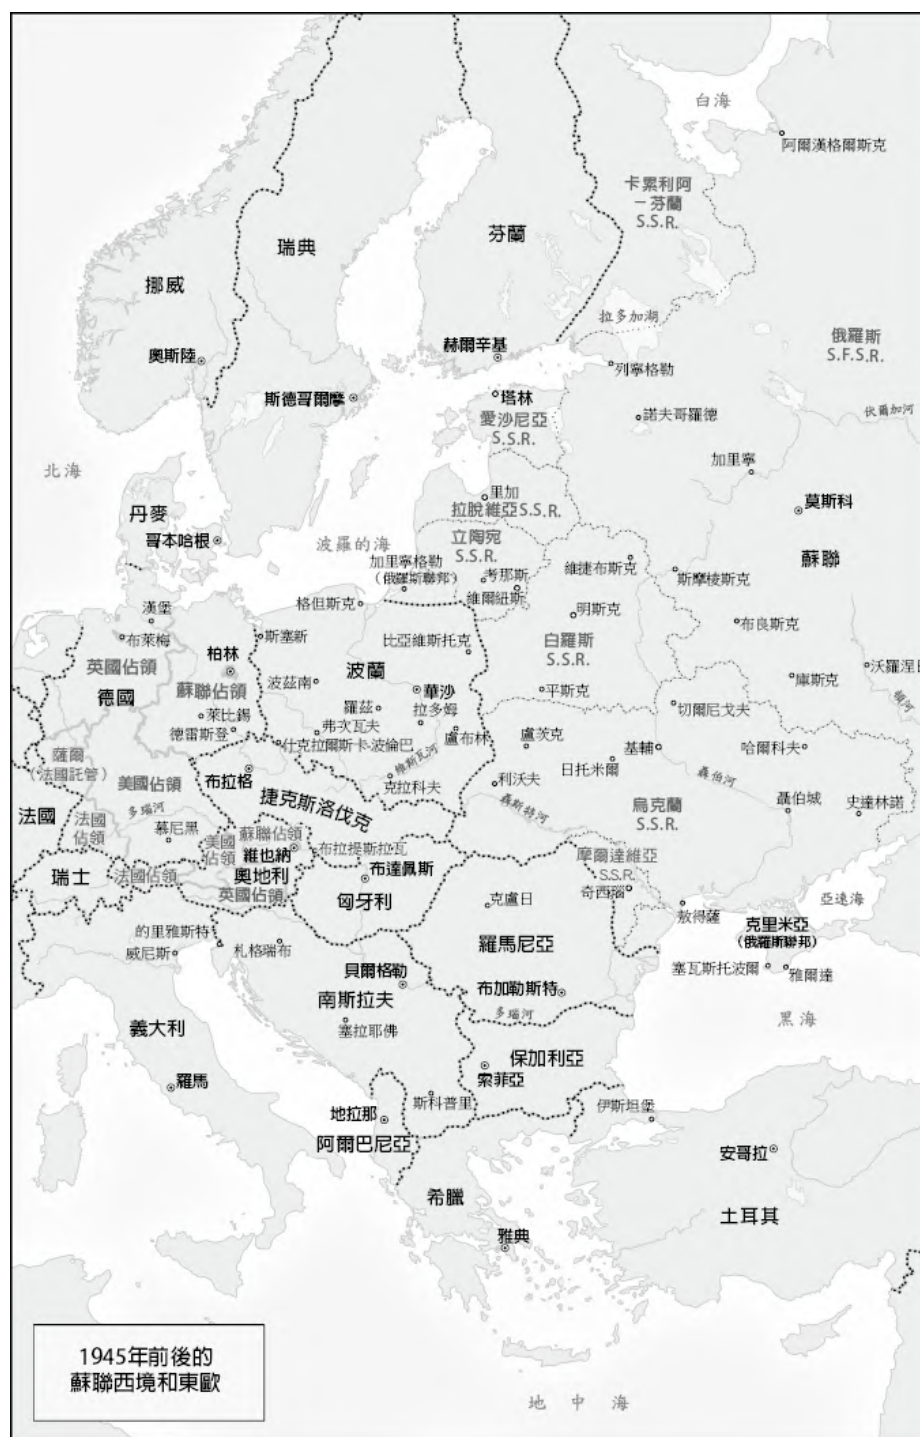 白海
阿爾漢格爾斯克
卡累利阿
－芬蘭
S.S.R.
瑞典
芬蘭
挪威
拉多加湖
俄羅斯
S.F.S.R.
奧斯陸
赫爾辛基
列寧格勒
斯德哥爾摩
塔林
愛沙尼亞
S.S.R.
諾夫哥羅德
伏爾加河
北海
加里寧
里加
拉脫維亞S.S.R.
莫斯科
丹麥
哥本哈根
波羅的海
立陶宛
S.S.R.
蘇聯
加里寧格勒
（俄羅斯聯邦）
考那斯
維爾紐斯
維捷布斯克
斯摩棱斯克
格但斯克
漢堡
明斯克
布萊梅
斯塞新
比亞維斯托克
白羅斯
S.S.R.
布良斯克
英國佔領
柏林
波蘭
沃羅涅日
德國
蘇聯佔領
波茲南
華沙
平斯克
庫斯克
頓河
萊比錫
羅茲
拉多姆
切爾尼戈夫
德雷斯登
弗次瓦夫
盧布林
盧茨克
基輔
哈爾科夫
什克拉爾斯卡-波倫巴
維斯瓦河
薩爾
（法國託管）
美國佔領
布拉格
克拉科夫
利沃夫
日托米爾
聶伯河
法國
多瑙河
捷克斯洛伐克
聶斯特河
烏克蘭
S.S.R.
聶伯城
史達林諾
法國
佔領
慕尼黑
美國
佔領
蘇聯佔領
維也納
布拉提斯拉瓦
摩爾達維亞
S.S.R.
瑞士
法國佔領
奧地利
英國佔領
布達佩斯
奇西瑙
匈牙利
克盧日
敖得薩
亞速海
克里米亞
（俄羅斯聯邦）
的里雅斯特
威尼斯
札格瑞布
羅馬尼亞
塞瓦斯托波爾
雅爾達
貝爾格勒
布加勒斯特
南斯拉夫
多瑙河
黑海
義大利
塞拉耶佛
保加利亞
索菲亞
羅馬
斯科普里
伊斯坦堡
地拉那
阿爾巴尼亞
安哥拉
希臘
土耳其
雅典
1945年前後的
蘇聯西境和東歐
地中海